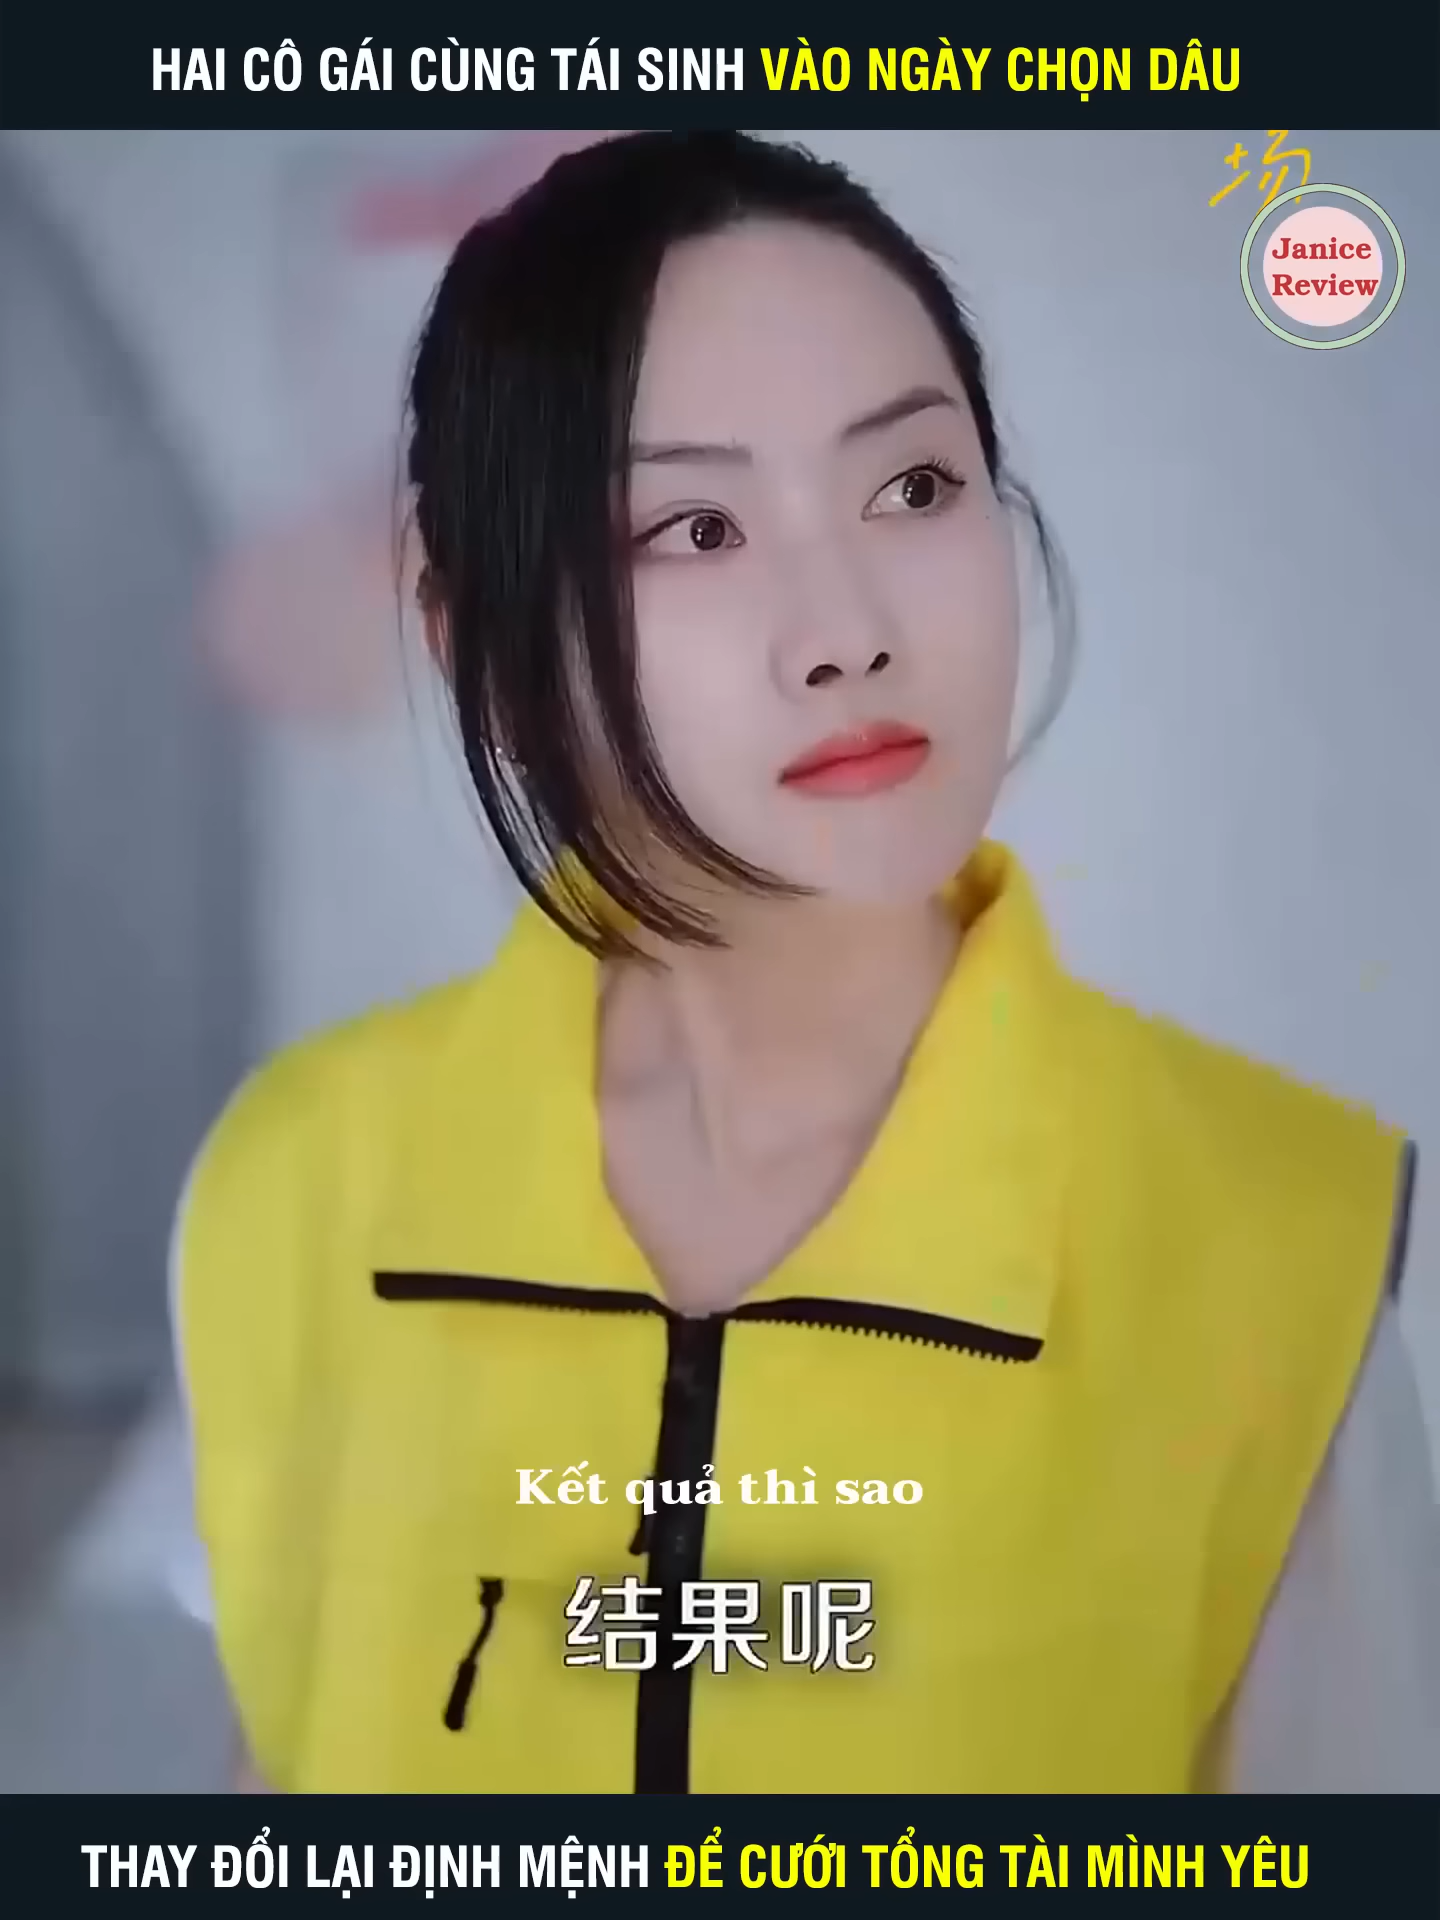 HAI CÔ GÁI CÙNG TÁI SINH VÀO NGÀY CHỌN DÂU
场
Janice
Review
Kết quả thì sao
结果呢
THAY ĐỔI LẠI ĐỊNH MỆNH ĐỂ CƯỚI TỔNG TÀI MÌNH YÊU